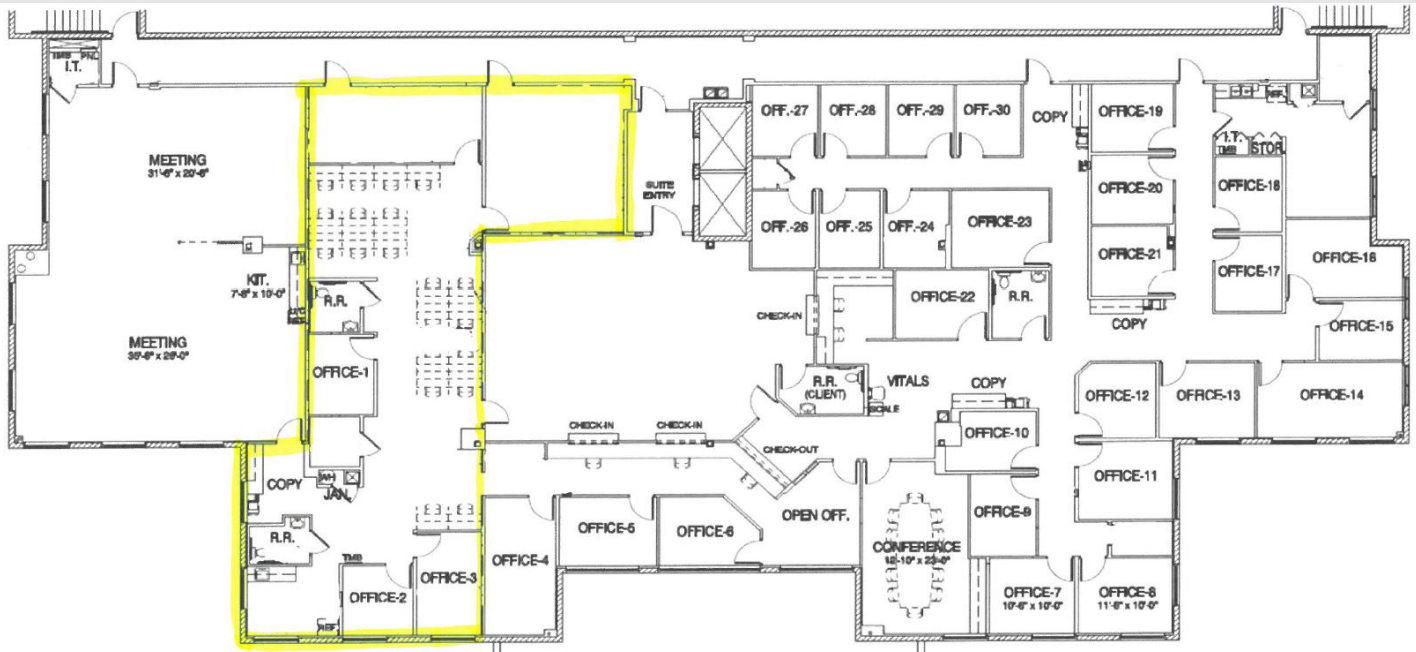 TMB PNL
I.T.
MEETING
31'-6" x 20'-6"
KIT.
7'-6" x 10'-0"
MEETING
R.R.
OFFICE-1
COPY
WH
JAN.
R.R.
TMB
REF.
OFFICE-2
OFFICE-3
SUITE
ENTRY
CHECK-IN
CHECK-IN
CHECK-IN
CHECK-OUT
OFFICE-4
OFFICE-5
OFFICE-6
OPEN OFF.
OFF.-27
OFF.-28
OFF.-29
OFF.-30
COPY
OFFICE-19
I.T.
TMB
STOR.
REF.
OFFICE-20
OFFICE-18
OFF.-26
OFF.-25
OFF.-24
OFFICE-23
OFFICE-21
OFFICE-17
OFFICE-16
OFFICE-22
R.R.
COPY
OFFICE-15
R.R.
(CLIENT)
VITALS
SCALE
COPY
OFFICE-12
OFFICE-13
OFFICE-14
OFFICE-10
OFFICE-11
OFFICE-9
CONFERENCE
OFFICE-7
10'-6" x 10'-0"
OFFICE-8
11'-6" x 10'-0"